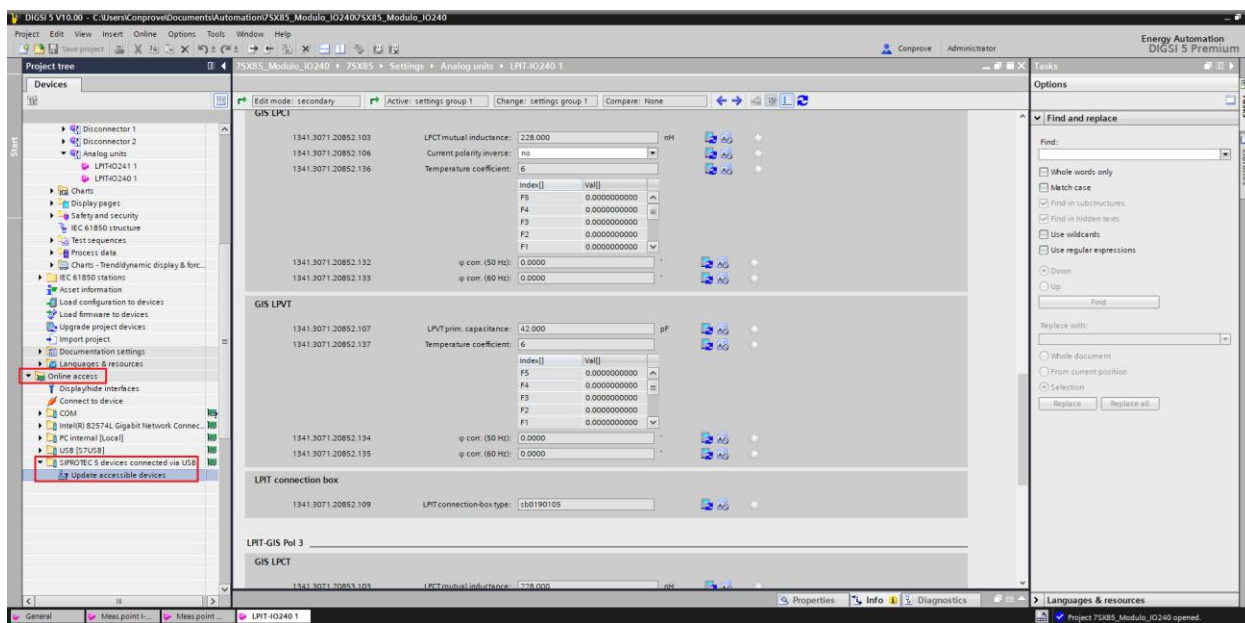 DIGSI 5 V10.00 - C:\Users\Conprove\Documents\Automation\7SX85_Modulo_IO240\7SX85_Modulo_IO240
Project Edit View Insert Online Options Tools Window Help
Save project
Conprove Administrator
Energy Automation
DIGSI 5 Premium
Project tree
Devices
Start
Disconnector 1
Disconnector 2
Analog units
LPIT-IO241 1
LPIT-IO240 1
Charts
Display pages
Safety and security
IEC 61850 structure
Test sequences
Process data
Charts - Trend/dynamic display & forc...
IEC 61850 stations
Asset information
Load configuration to devices
Load firmware to devices
Upgrade project devices
Import project
Documentation settings
Languages & resources
Online access
Display/hide interfaces
Connect to device
COM
Intel(R) 82574L Gigabit Network Connec...
PC internal [Local]
USB [S7USB]
SIPROTEC 5 devices connected via USB
Update accessible devices
7SX85_Modulo_IO240 ▸ 7SX85 ▸ Settings ▸ Analog units ▸ LPIT-IO240 1
Edit mode: secondary Active: settings group 1 Change: settings group 1 Compare: None
GIS LPCT
1341.3071.20852.103 LPCT mutual inductance: 228.000 nH
1341.3071.20852.106 Current polarity inverse: no
1341.3071.20852.136 Temperature coefficient: 6
Index[] Val[]
F5 0.0000000000
F4 0.0000000000
F3 0.0000000000
F2 0.0000000000
F1 0.0000000000
1341.3071.20852.132 φ corr. (50 Hz): 0.0000 °
1341.3071.20852.133 φ corr. (60 Hz): 0.0000 °
GIS LPVT
1341.3071.20852.107 LPVT prim. capacitance: 42.000 pF
1341.3071.20852.137 Temperature coefficient: 6
Index[] Val[]
F5 0.0000000000
F4 0.0000000000
F3 0.0000000000
F2 0.0000000000
F1 0.0000000000
1341.3071.20852.134 φ corr. (50 Hz): 0.0000 °
1341.3071.20852.135 φ corr. (60 Hz): 0.0000 °
LPIT connection box
1341.3071.20852.109 LPIT connection-box type: sb0190105
LPIT-GIS Pol 3
GIS LPCT
1341.3071.20853.103 LPCT mutual inductance: 228.000 nH
Properties Info Diagnostics
Tasks
Options
Find and replace
Find:
Whole words only
Match case
Find in substructures
Find in hidden texts
Use wildcards
Use regular expressions
Down
Up
Find
Replace with:
Whole document
From current position
Selection
Replace Replace all
Languages & resources
General Meas.point I-... Meas.point ... LPIT-IO240 1
Project 7SX85_Modulo_IO240 opened.